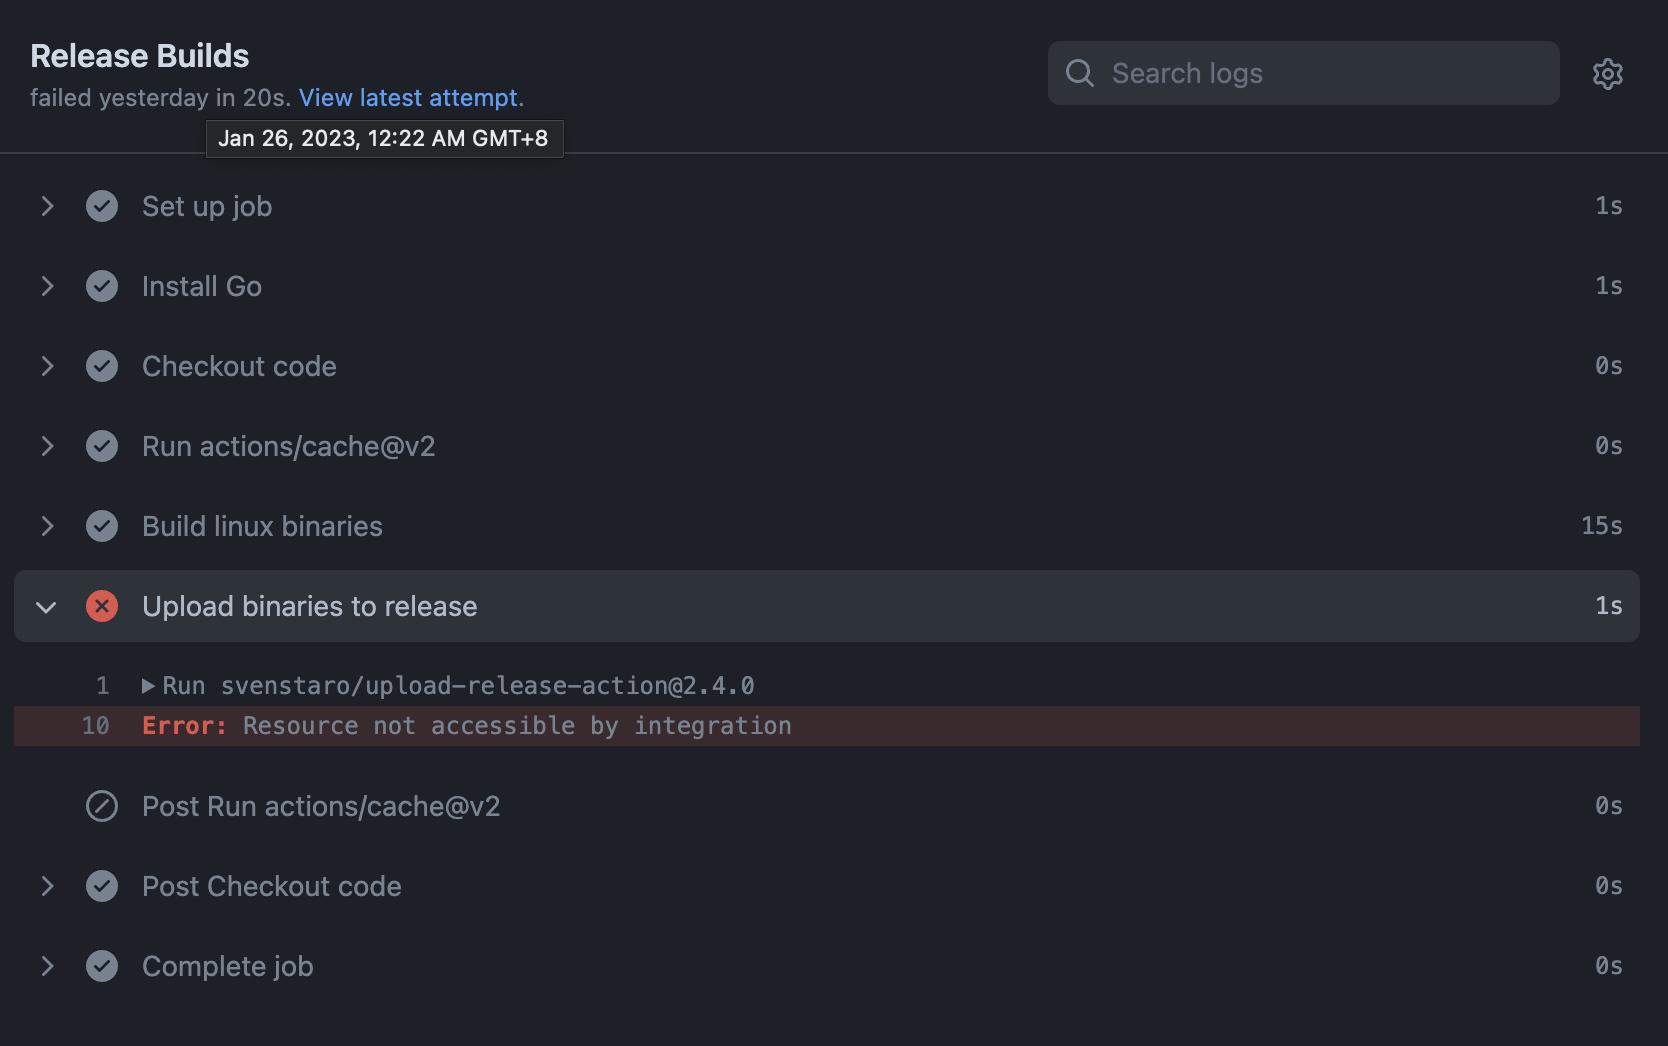 Release Builds
Search logs
failed yesterday in 20s. View latest attempt.
Jan 26, 2023, 12:22 AM GMT+8
Set up job 1s
Install Go 1s
Checkout code 0s
Run actions/cache@v2 0s
Build linux binaries 15s
Upload binaries to release 1s
1 Run svenstaro/upload-release-action@2.4.0
10 Error: Resource not accessible by integration
Post Run actions/cache@v2 0s
Post Checkout code 0s
Complete job 0s